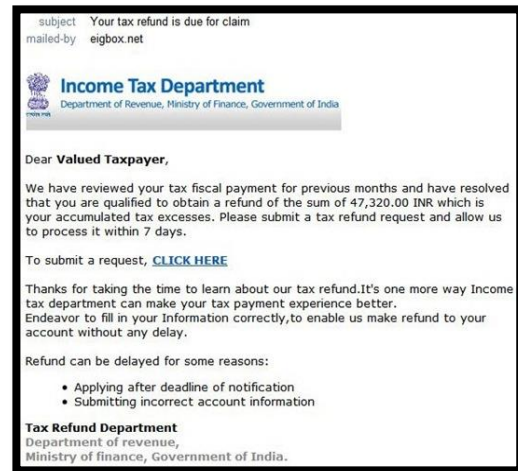 subject Your tax refund is due for claim
mailed-by eigbox.net
Income Tax Department
Department of Revenue, Ministry of Finance, Government of India
Dear Valued Taxpayer,
We have reviewed your tax fiscal payment for previous months and have resolved
that you are qualified to obtain a refund of the sum of 47,320.00 INR which is
your accumulated tax excesses. Please submit a tax refund request and allow us
to process it within 7 days.
To submit a request, CLICK HERE
Thanks for taking the time to learn about our tax refund.It's one more way Income
tax department can make your tax payment experience better.
Endeavor to fill in your Information correctly,to enable us make refund to your
account without any delay.
Refund can be delayed for some reasons:
• Applying after deadline of notification
• Submitting incorrect account information
Tax Refund Department
Department of revenue,
Ministry of finance, Government of India.